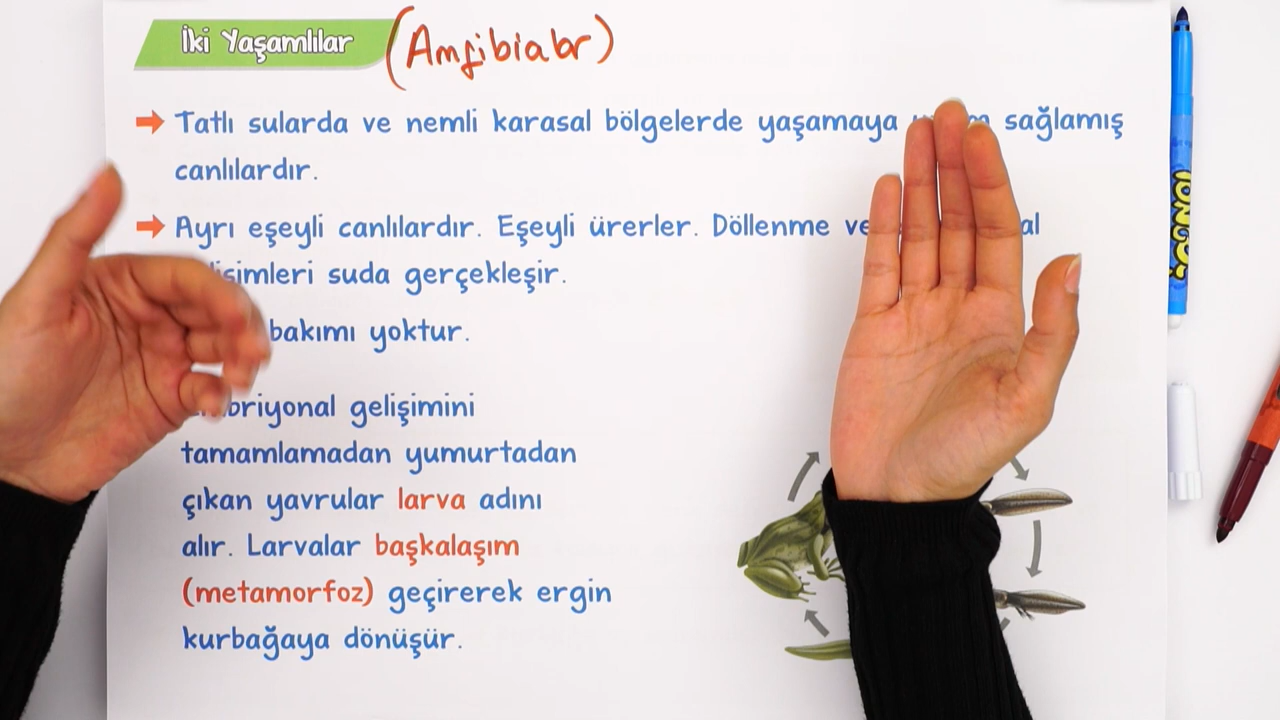 İki Yaşamlılar (Amfibialar)
Tatlı sularda ve nemli karasal bölgelerde yaşamaya sağlamış
canlılardır.
Ayrı eşeyli canlılardır. Eşeyli ürerler. Döllenme ve
suda gerçekleşir.
bakımı yoktur.
gelişimini
tamamlamadan yumurtadan
çıkan yavrular larva adını
alır. Larvalar başkalaşım
(metamorfoz) geçirerek ergin
kurbağaya dönüşür.